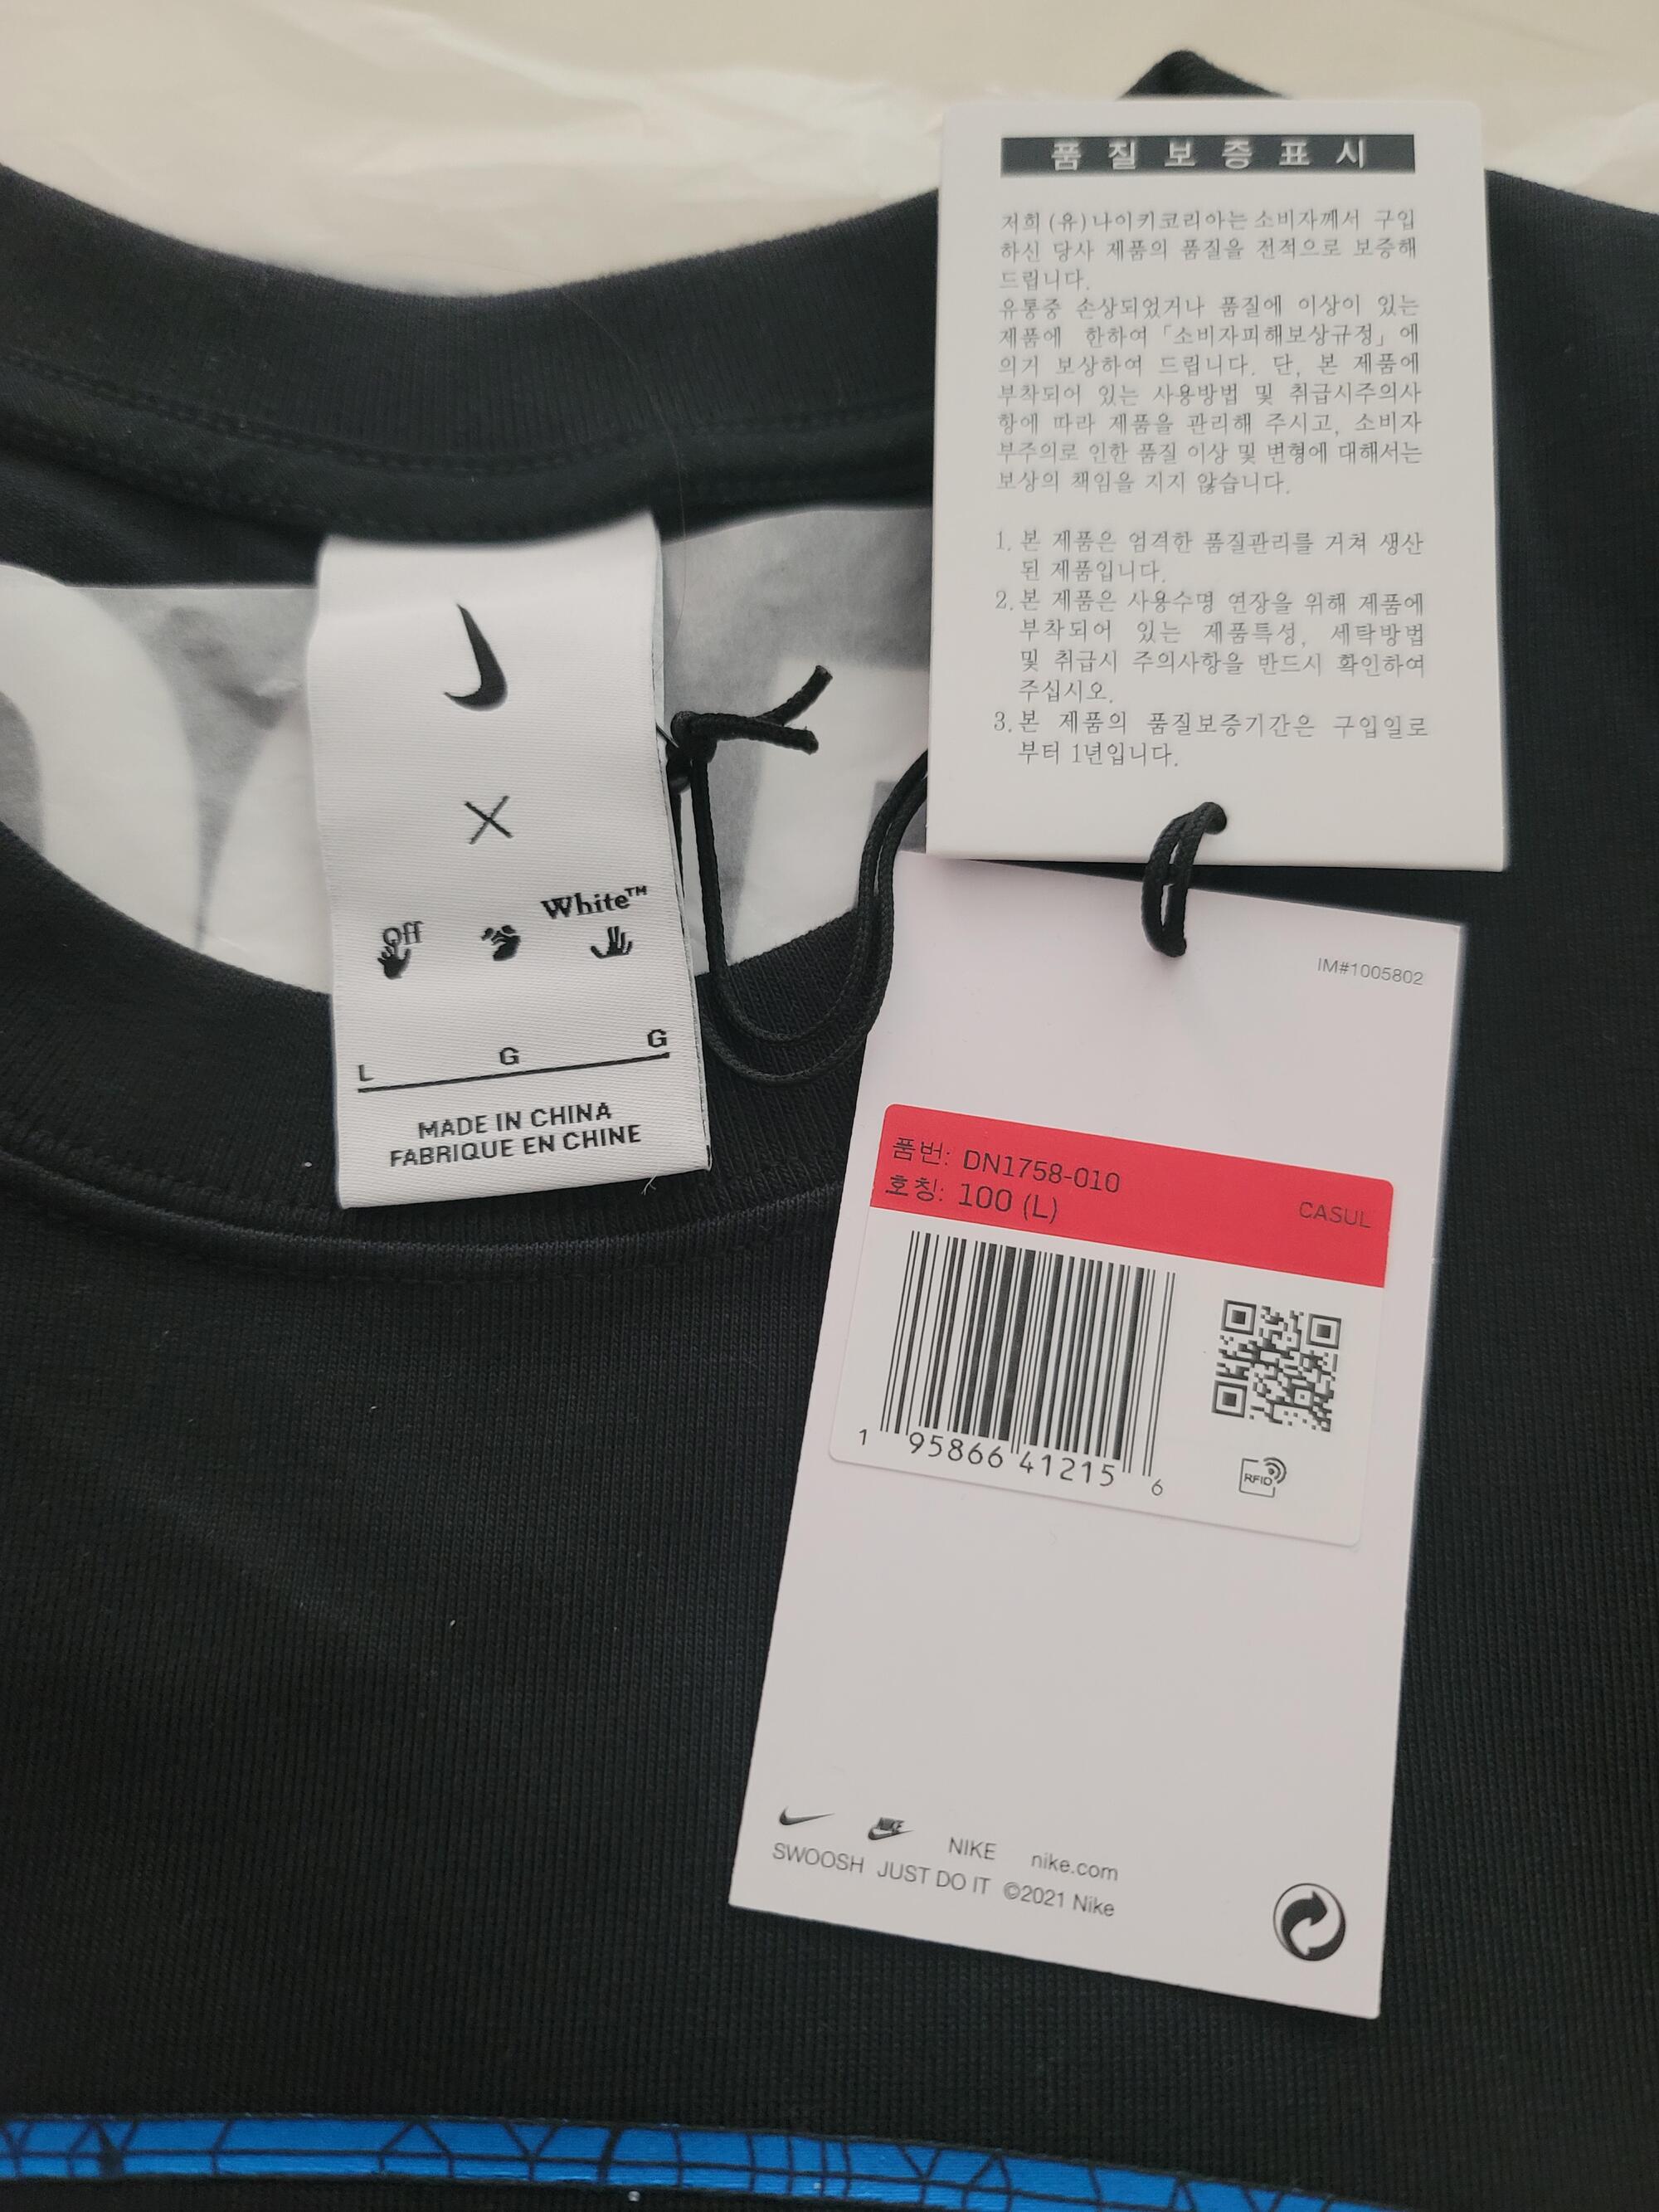 품질보증표시
저희(유)나이키코리아는 소비자께서 구입
하신 당사 제품의 품질을 전적으로 보증해
드립니다.
유통중 손상되었거나 품질에 이상이 있는
제품에 한하여「소비자피해보상규정」에
의거 보상하여 드립니다. 단, 본 제품에
부착되어 있는 사용방법 및 취급시주의사
항에 따라 제품을 관리해 주시고, 소비자
부주의로 인한 품질 이상 및 변형에 대해서는
보상의 책임을 지지 않습니다.
1. 본 제품은 엄격한 품질관리를 거쳐 생산
된 제품입니다.
2. 본 제품은 사용수명 연장을 위해 제품에
부착되어 있는 제품특성, 세탁방법
및 취급시 주의사항을 반드시 확인하여
주십시오.
3. 본 제품의 품질보증기간은 구입일로
부터 1년입니다.
×
Off White™
L G G
MADE IN CHINA
FABRIQUE EN CHINE
IM#1005802
품번: DN1758-010
호칭: 100 (L) CASUL
1 95866 41215 6
RFID
NIKE NIKE nike.com
SWOOSH JUST DO IT ©2021 Nike